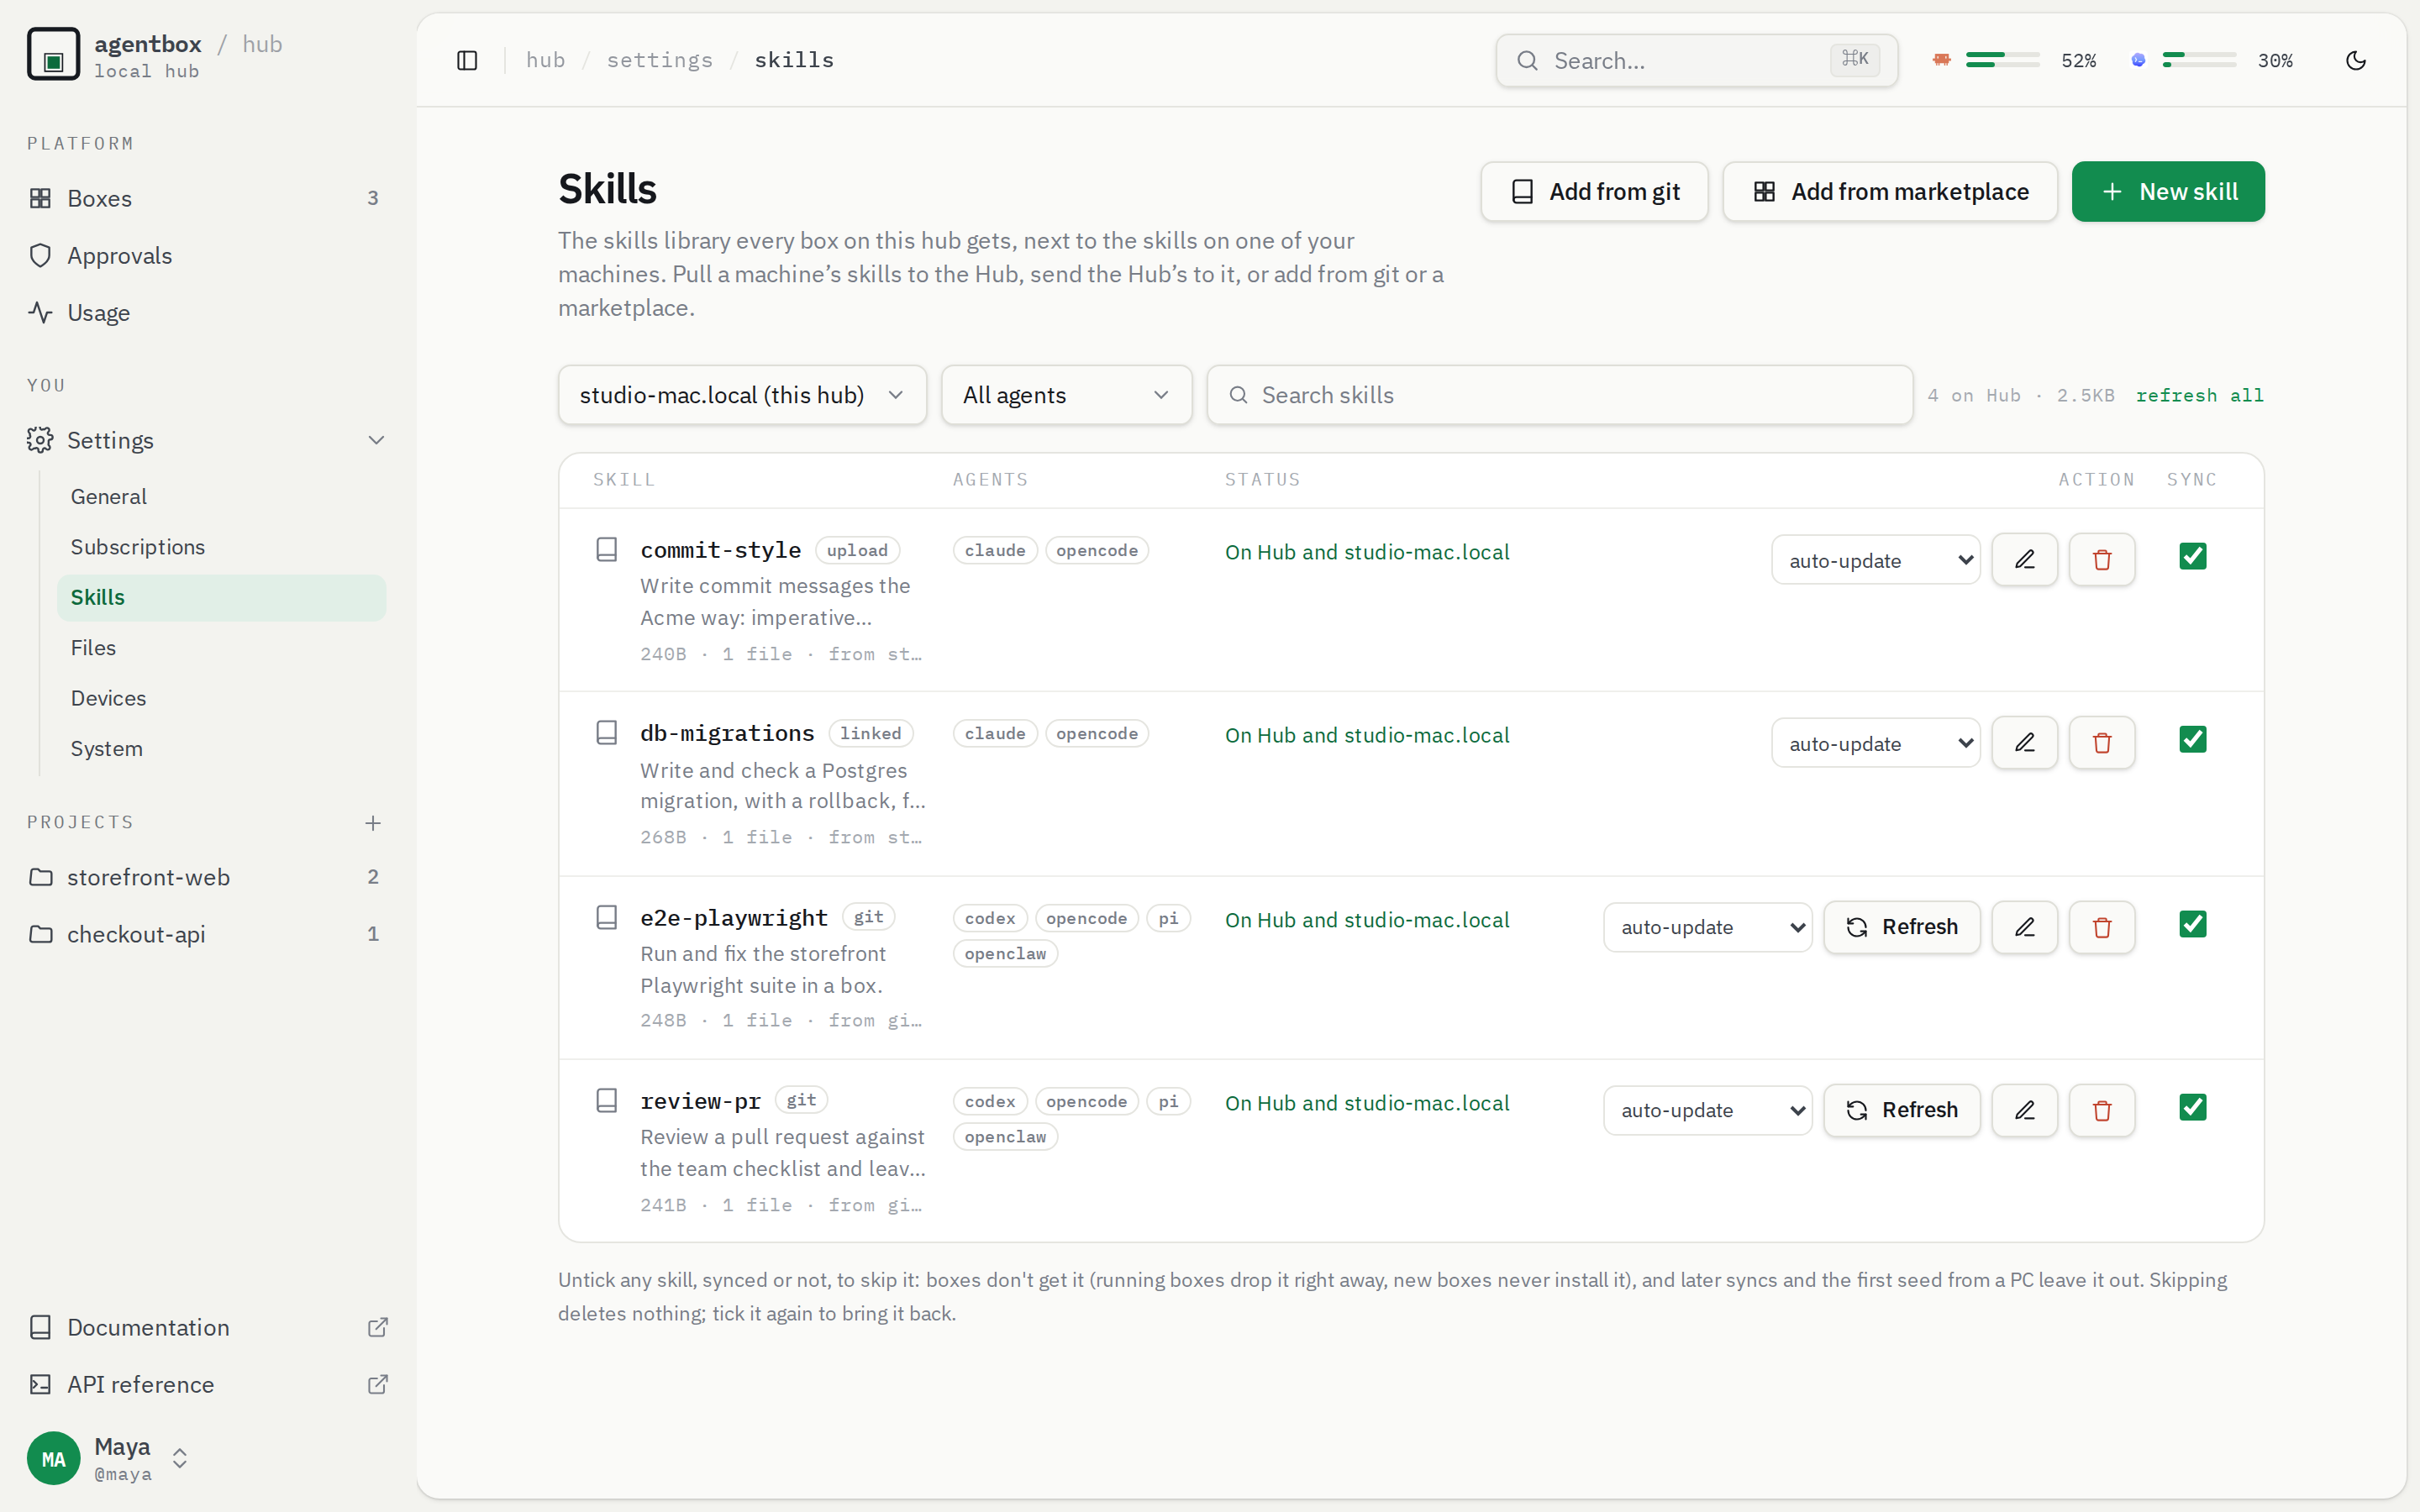 agentbox / hub
local hub
PLATFORM
Boxes 3
Approvals
Usage
YOU
Settings
General
Subscriptions
Skills
Files
Devices
System
PROJECTS
storefront-web 2
checkout-api 1
Documentation
API reference
MA
Maya
@maya
hub / settings / skills
Search... ⌘K
52%
30%
Skills
Add from git
Add from marketplace
New skill
The skills library every box on this hub gets, next to the skills on one of your
machines. Pull a machine’s skills to the Hub, send the Hub’s to it, or add from git or a
marketplace.
studio-mac.local (this hub)
All agents
Search skills
4 on Hub · 2.5KB refresh all
SKILL AGENTS STATUS ACTION SYNC
commit-style upload claude opencode On Hub and studio-mac.local auto-update
Write commit messages the
Acme way: imperative…
240B · 1 file · from st…
db-migrations linked claude opencode On Hub and studio-mac.local auto-update
Write and check a Postgres
migration, with a rollback, f…
268B · 1 file · from st…
e2e-playwright git codex opencode pi On Hub and studio-mac.local auto-update Refresh
openclaw
Run and fix the storefront
Playwright suite in a box.
248B · 1 file · from gi…
review-pr git codex opencode pi On Hub and studio-mac.local auto-update Refresh
openclaw
Review a pull request against
the team checklist and leav…
241B · 1 file · from gi…
Untick any skill, synced or not, to skip it: boxes don't get it (running boxes drop it right away, new boxes never install it), and later syncs and the first seed from a PC leave it out. Skipping
deletes nothing; tick it again to bring it back.